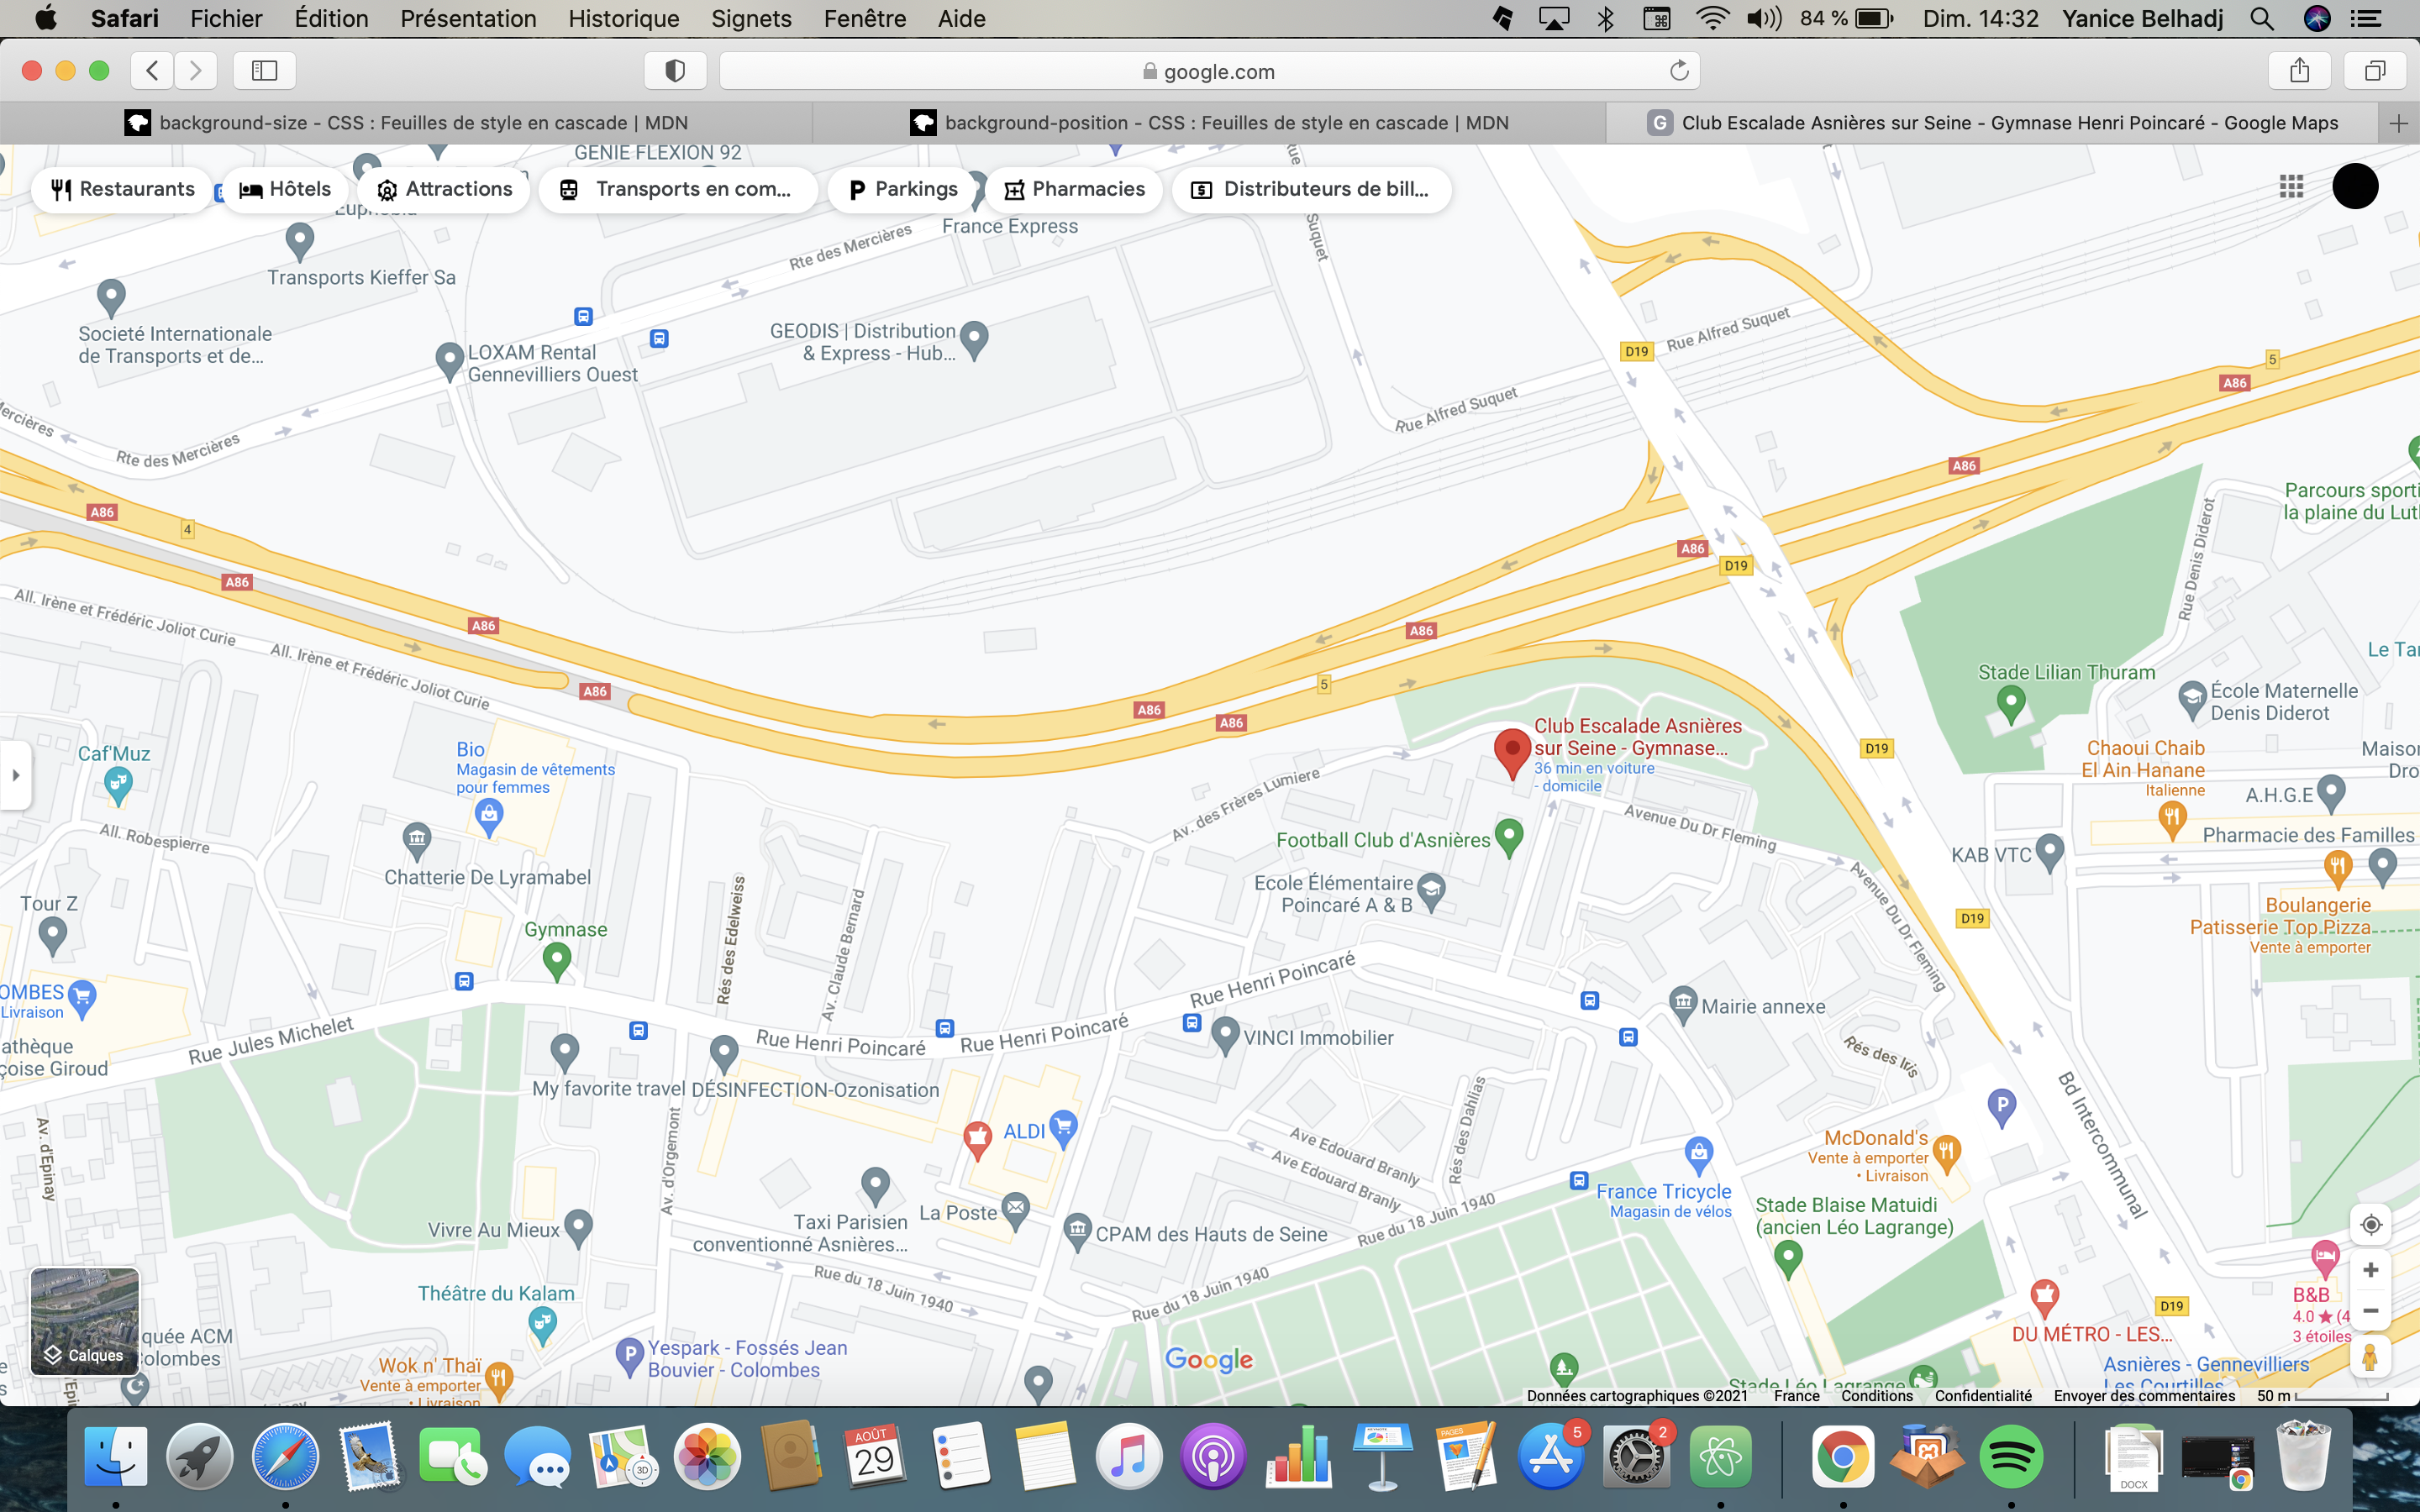 Safari Fichier Édition Présentation Historique Signets Fenêtre Aide 84 % Dim. 14:32 Yanice Belhadj
google.com
background-size - CSS : Feuilles de style en cascade | MDN
background-position - CSS : Feuilles de style en cascade | MDN
G Club Escalade Asnières sur Seine - Gymnase Henri Poincaré - Google Maps
GENIE FLEXION 92
Restaurants
Hôtels
Attractions
Transports en com...
P Parkings
Pharmacies
Distributeurs de bill...
France Express
Suquet
Rte des Mercières
Transports Kieffer Sa
Societé Internationale
de Transports et de...
LOXAM Rental
Gennevilliers Ouest
GEODIS | Distribution
& Express - Hub...
D19
Rue Alfred Suquet
5
A86
Rue Alfred Suquet
Rte des Mercières
A86
A86
4
Parcours sporti
la plaine du Lut
A86
D19
Rue Denis Diderot
A86
All. Irène et Frédéric Joliot Curie
A86
A86
All. Irène et Frédéric Joliot Curie
A86
5
A86
A86
Stade Lilian Thuram
École Maternelle
Denis Diderot
Club Escalade Asnières
sur Seine - Gymnase...
36 min en voiture
- domicile
D19
Caf'Muz
Bio
Magasin de vêtements
pour femmes
Chaoui Chaib
El Ain Hanane
Italienne
A.H.G.E
Av. des Frères Lumiere
Avenue Du Dr Fleming
Football Club d'Asnières
All. Robespierre
Pharmacie des Familles
KAB VTC
Chatterie De Lyramabel
Ecole Élémentaire
Poincaré A & B
Avenue Du Dr Fleming
Tour Z
Gymnase
Rés des Edelweiss
Av. Claude Bernard
D19
Boulangerie
Patisserie Top Pizza
Vente à emporter
OMBES
Livraison
Rue Henri Poincaré
Mairie annexe
Rue Jules Michelet
Rue Henri Poincaré
Rue Henri Poincaré
VINCI Immobilier
athèque
çoise Giroud
Rés des Iris
My favorite travel
DÉSINFECTION-Ozonisation
Bd Intercommunal
P
Av. d'Epinay
Av. d'Orgemont
ALDI
Rés des Dahlias
Ave Edouard Branly
Ave Edouard Branly
McDonald's
Vente à emporter
• Livraison
France Tricycle
Magasin de vélos
Stade Blaise Matuidi
(ancien Léo Lagrange)
Vivre Au Mieux
Taxi Parisien
conventionné Asnières...
La Poste
CPAM des Hauts de Seine
Rue du 18 Juin 1940
Rue du 18 Juin 1940
Rue du 18 Juin 1940
Théâtre du Kalam
B&B
4.0 ★ (4
3 étoiles
D19
DU MÉTRO - LES...
quée ACM
Colombes
Calques
P
Yespark - Fossés Jean
Bouvier - Colombes
Wok n' Thaï
Vente à emporter
• Livraison
Google
Stade Léo Lagrange
Asnières - Gennevilliers
Les Courtilles
Données cartographiques ©2021 France Conditions Confidentialité Envoyer des commentaires 50 m
AOÛT
29
3D
PAGES
5
2
DOCX